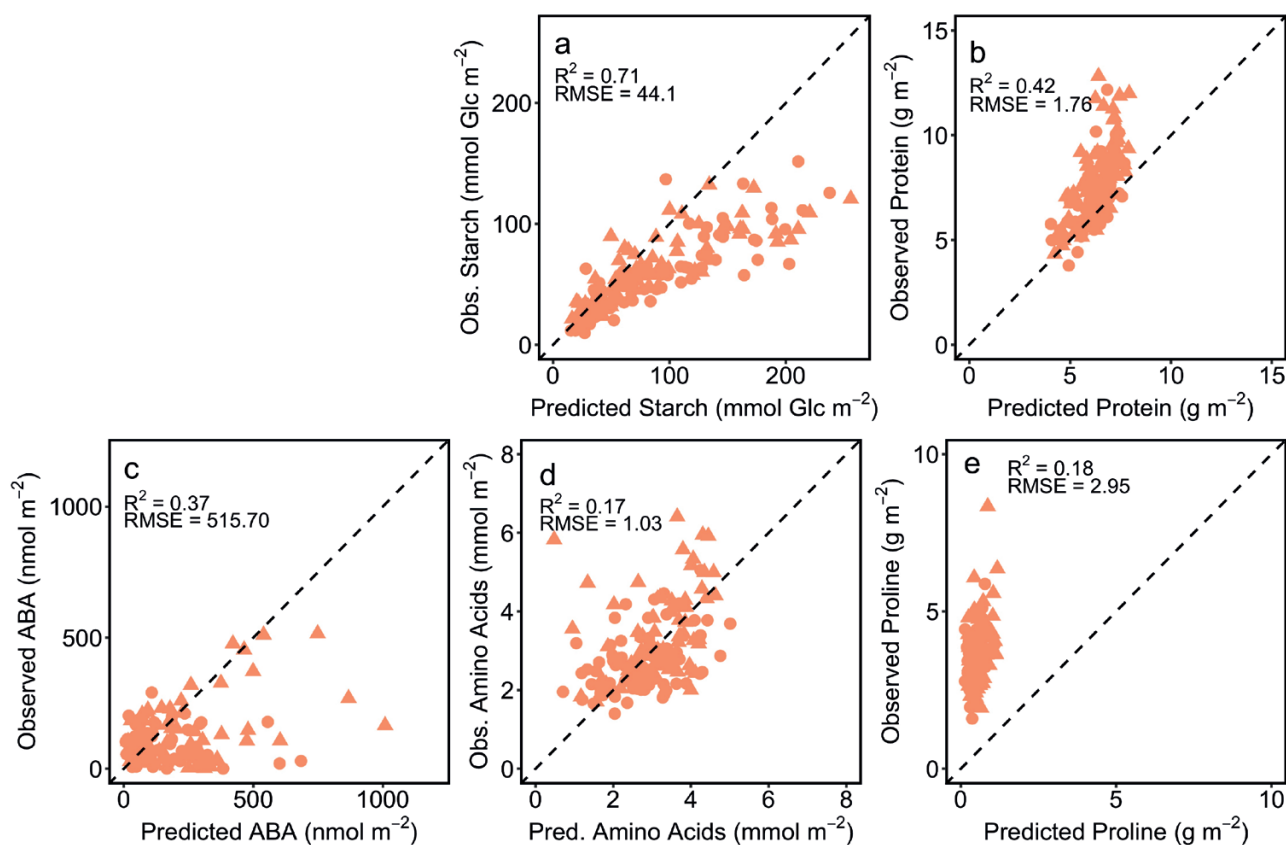 a
R² = 0.71
RMSE = 44.1
Obs. Starch (mmol Glc m⁻²)
200
100
0
0 100 200
Predicted Starch (mmol Glc m⁻²)
b
R² = 0.42
RMSE = 1.76
Observed Protein (g m⁻²)
15
10
5
0
0 5 10 15
Predicted Protein (g m⁻²)
c
R² = 0.37
RMSE = 515.70
Observed ABA (nmol m⁻²)
1000
500
0
0 500 1000
Predicted ABA (nmol m⁻²)
d
R² = 0.17
RMSE = 1.03
Obs. Amino Acids (mmol m⁻²)
8
6
4
2
0
0 2 4 6 8
Pred. Amino Acids (mmol m⁻²)
e
R² = 0.18
RMSE = 2.95
Observed Proline (g m⁻²)
10
5
0
0 5 10
Predicted Proline (g m⁻²)